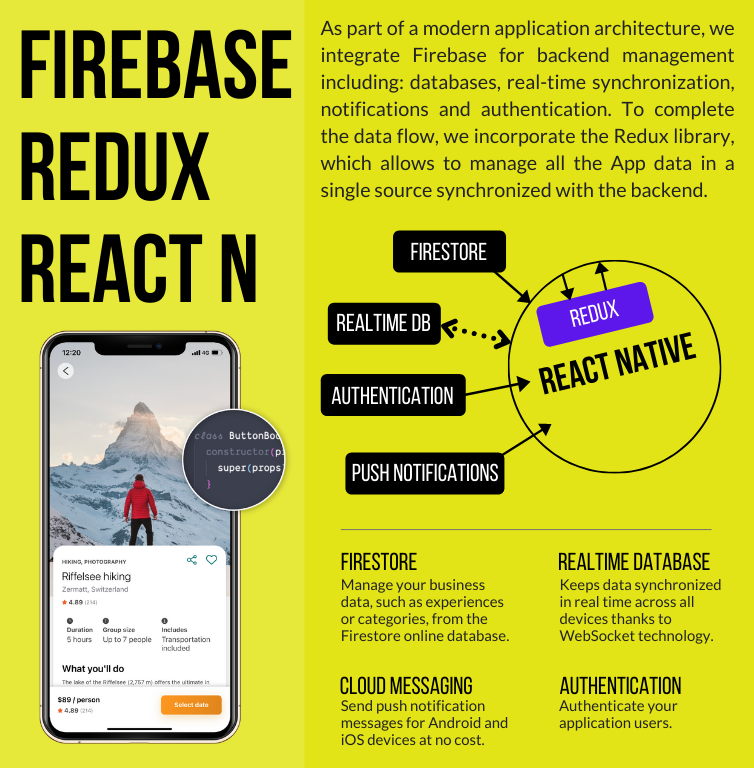 FIREBASE
REDUX
REACT N
As part of a modern application architecture, we
integrate Firebase for backend management
including: databases, real-time synchronization,
notifications and authentication. To complete
the data flow, we incorporate the Redux library,
which allows to manage all the App data in a
single source synchronized with the backend.
FIRESTORE
REALTIME DB
AUTHENTICATION
PUSH NOTIFICATIONS
REDUX
REACT NATIVE
12:20
4G
class ButtonBo
constructor(p
super(props
}
HIKING, PHOTOGRAPHY
Riffelsee hiking
Zermatt, Switzerland
4.89 (214)
Duration
5 hours
Group size
Up to 7 people
Includes
Transportation
included
What you'll do
The lake of the Riffelsee (2,757 m) offers the ultimate in
$89 / person
4.89 (214)
Select date
FIRESTORE
Manage your business
data, such as experiences
or categories, from the
Firestore online database.
REALTIME DATABASE
Keeps data synchronized
in real time across all
devices thanks to
WebSocket technology.
CLOUD MESSAGING
Send push notification
messages for Android and
iOS devices at no cost.
AUTHENTICATION
Authenticate your
application users.